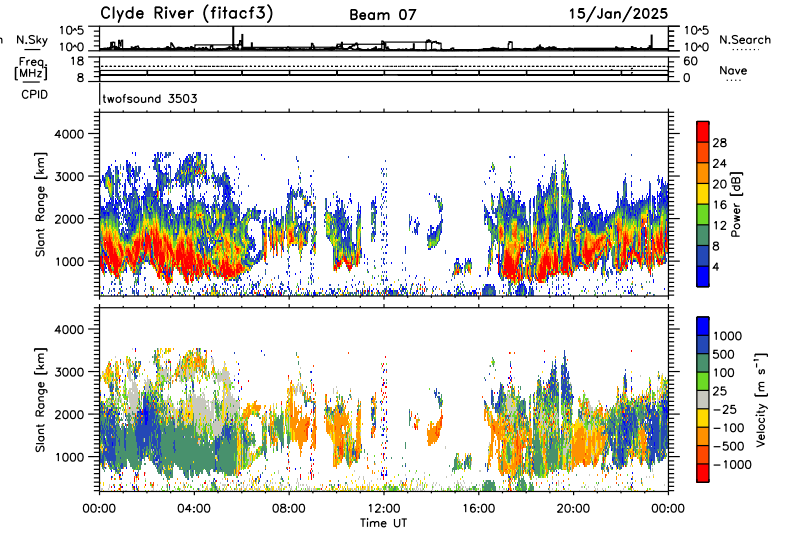 Clyde River (fitacf3) Beam 07 15/Jan/2025
N.Sky 10^5 10^5 N.Search
10^0 10^0
Freq. 18 60 Nave
[MHz] 8 0
CPID twofsound 3503
Slant Range [km]
4000
3000
2000
1000
28
24
20
16
12
8
4
Power [dB]
Slant Range [km]
4000
3000
2000
1000
1000
500
100
25
-25
-100
-500
-1000
Velocity [m s⁻¹]
00:00 04:00 08:00 12:00 16:00 20:00 00:00
Time UT